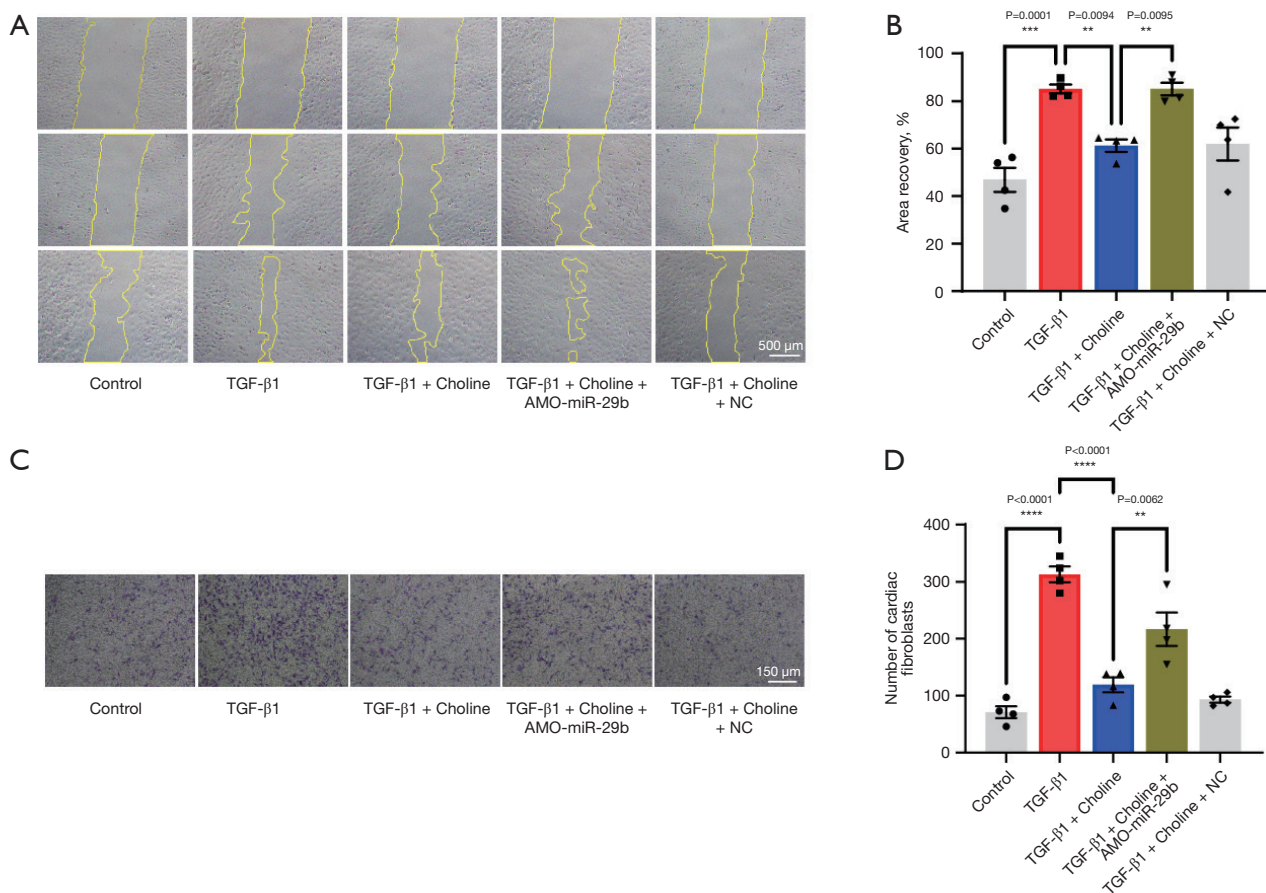 A
500 μm
Control
TGF-β1
TGF-β1 + Choline
TGF-β1 + Choline +
AMO-miR-29b
TGF-β1 + Choline
+ NC
B
P=0.0001
***
P=0.0094
**
P=0.0095
**
Area recovery, %
100
80
60
40
20
0
Control
TGF-β1
TGF-β1 + Choline
TGF-β1 + Choline +
AMO-miR-29b
TGF-β1 + Choline + NC
C
150 μm
Control
TGF-β1
TGF-β1 + Choline
TGF-β1 + Choline +
AMO-miR-29b
TGF-β1 + Choline
+ NC
D
P<0.0001
****
P<0.0001
****
P=0.0062
**
Number of cardiac
fibroblasts
400
300
200
100
0
Control
TGF-β1
TGF-β1 + Choline
TGF-β1 + Choline +
AMO-miR-29b
TGF-β1 + Choline + NC